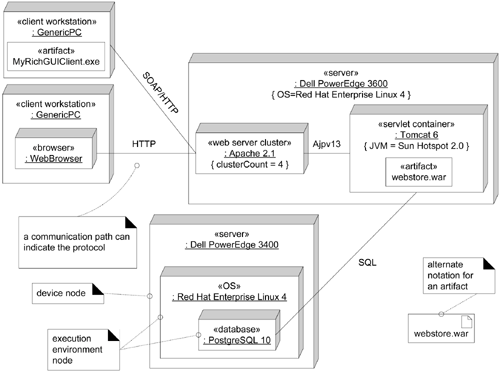 «client workstation»
: GenericPC
«artifact»
MyRichGUIClient.exe
«client workstation»
: GenericPC
«browser»
: WebBrowser
SOAP/HTTP
HTTP
«server»
: Dell PowerEdge 3600
{ OS=Red Hat Enterprise Linux 4 }
«web server cluster»
: Apache 2.1
{ clusterCount = 4 }
Ajpv13
«servlet container»
: Tomcat 6
{ JVM = Sun Hotspot 2.0 }
«artifact»
webstore.war
a communication path can
indicate the protocol
«server»
: Dell PowerEdge 3400
«OS»
: Red Hat Enterprise Linux 4
«database»
: PostgreSQL 10
SQL
device node
execution
environment
node
alternate
notation for
an artifact
webstore.war